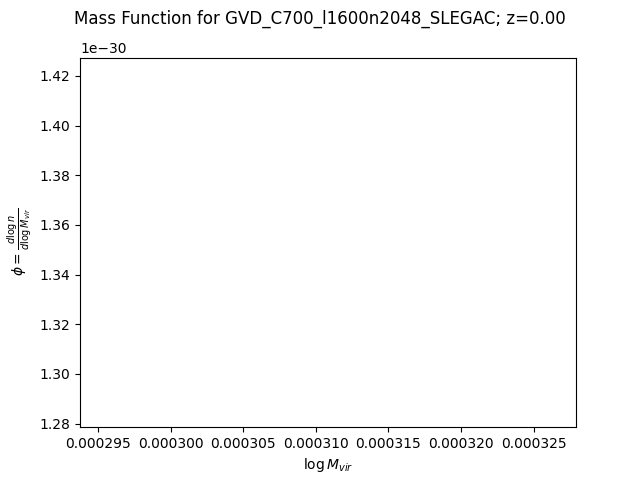 Mass Function for GVD_C700_l1600n2048_SLEGAC; z=0.00
1e−30
1.42
1.40
1.38
1.36
1.34
1.32
1.30
1.28
ϕ = d log n / d log M_vir
0.000295 0.000300 0.000305 0.000310 0.000315 0.000320 0.000325
log M_vir